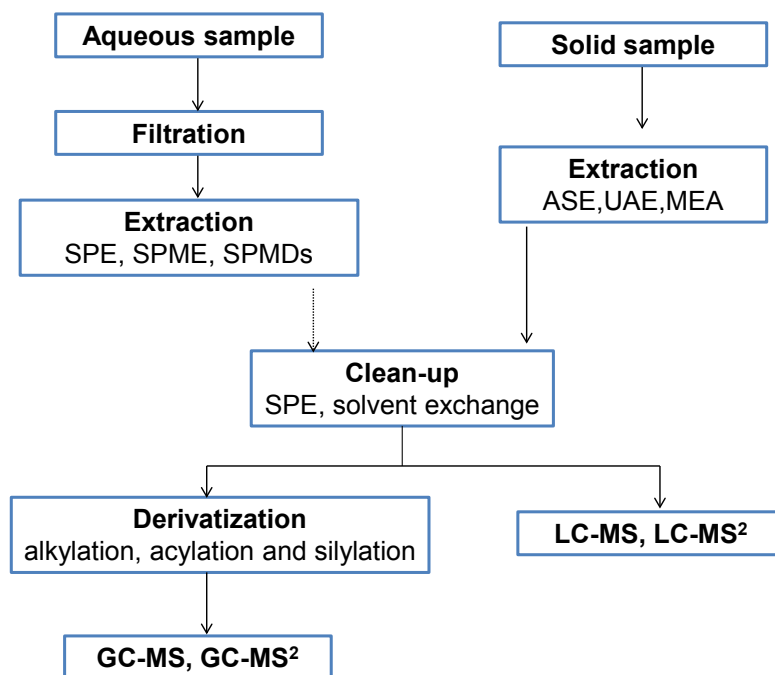 Aqueous sample
Solid sample
Filtration
Extraction
ASE,UAE,MEA
Extraction
SPE, SPME, SPMDs
Clean-up
SPE, solvent exchange
Derivatization
alkylation, acylation and silylation
LC-MS, LC-MS²
GC-MS, GC-MS²